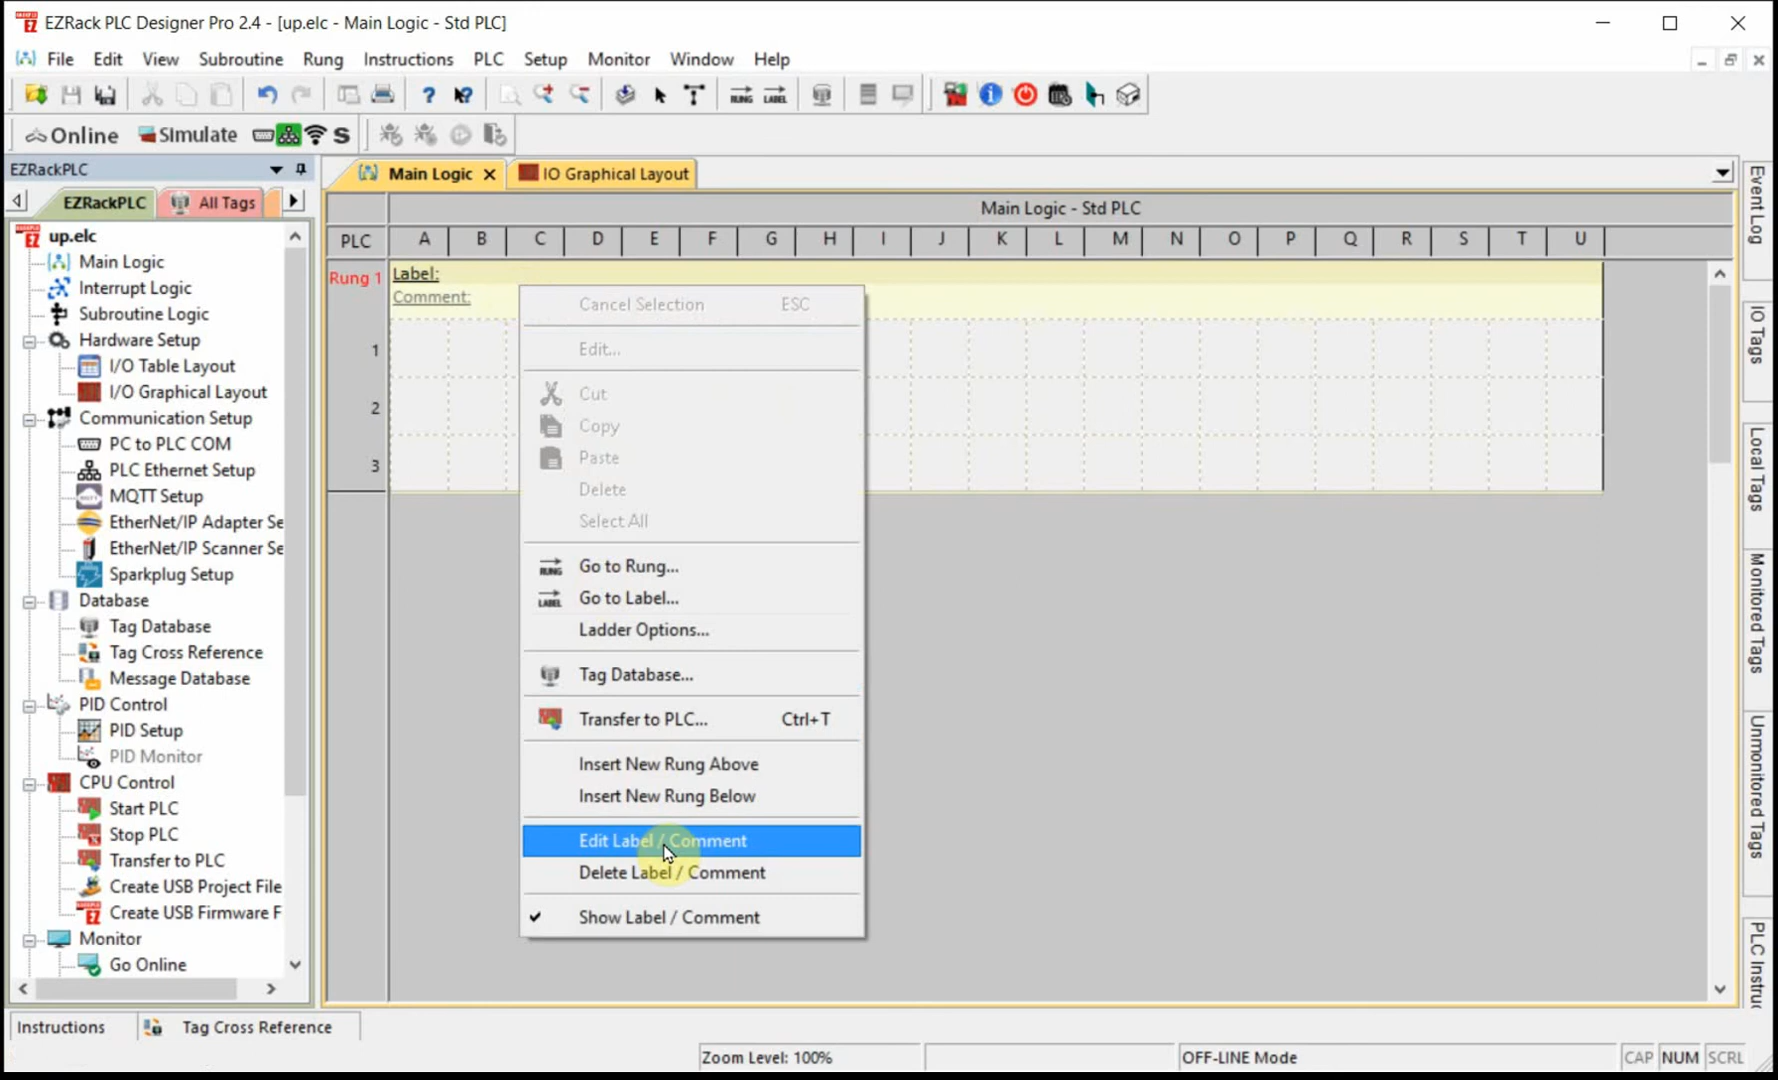 EZRack PLC Designer Pro 2.4 - [up.elc - Main Logic - Std PLC]
File Edit View Subroutine Rung Instructions PLC Setup Monitor Window Help
RUNG LABEL
Online Simulate S
EZRackPLC
Main Logic IO Graphical Layout
EZRackPLC All Tags
up.elc
Main Logic
Interrupt Logic
Subroutine Logic
Hardware Setup
I/O Table Layout
I/O Graphical Layout
Communication Setup
PC to PLC COM
PLC Ethernet Setup
MQTT Setup
EtherNet/IP Adapter Se
EtherNet/IP Scanner Se
Sparkplug Setup
Database
Tag Database
Tag Cross Reference
Message Database
PID Control
PID Setup
PID Monitor
CPU Control
Start PLC
Stop PLC
Transfer to PLC
Create USB Project File
Create USB Firmware F
Monitor
Go Online
Main Logic - Std PLC
PLC A B C D E F G H I J K L M N O P Q R S T U
Rung 1 Label:
Comment:
1
2
3
Cancel Selection ESC
Edit...
Cut
Copy
Paste
Delete
Select All
RUNG Go to Rung...
LABEL Go to Label...
Ladder Options...
Tag Database...
Transfer to PLC... Ctrl+T
Insert New Rung Above
Insert New Rung Below
Edit Label / Comment
Delete Label / Comment
Show Label / Comment
Event Log
IO Tags
Local Tags
Monitored Tags
Unmonitored Tags
PLC Instruc
Instructions Tag Cross Reference
Zoom Level: 100% OFF-LINE Mode CAP NUM SCRL